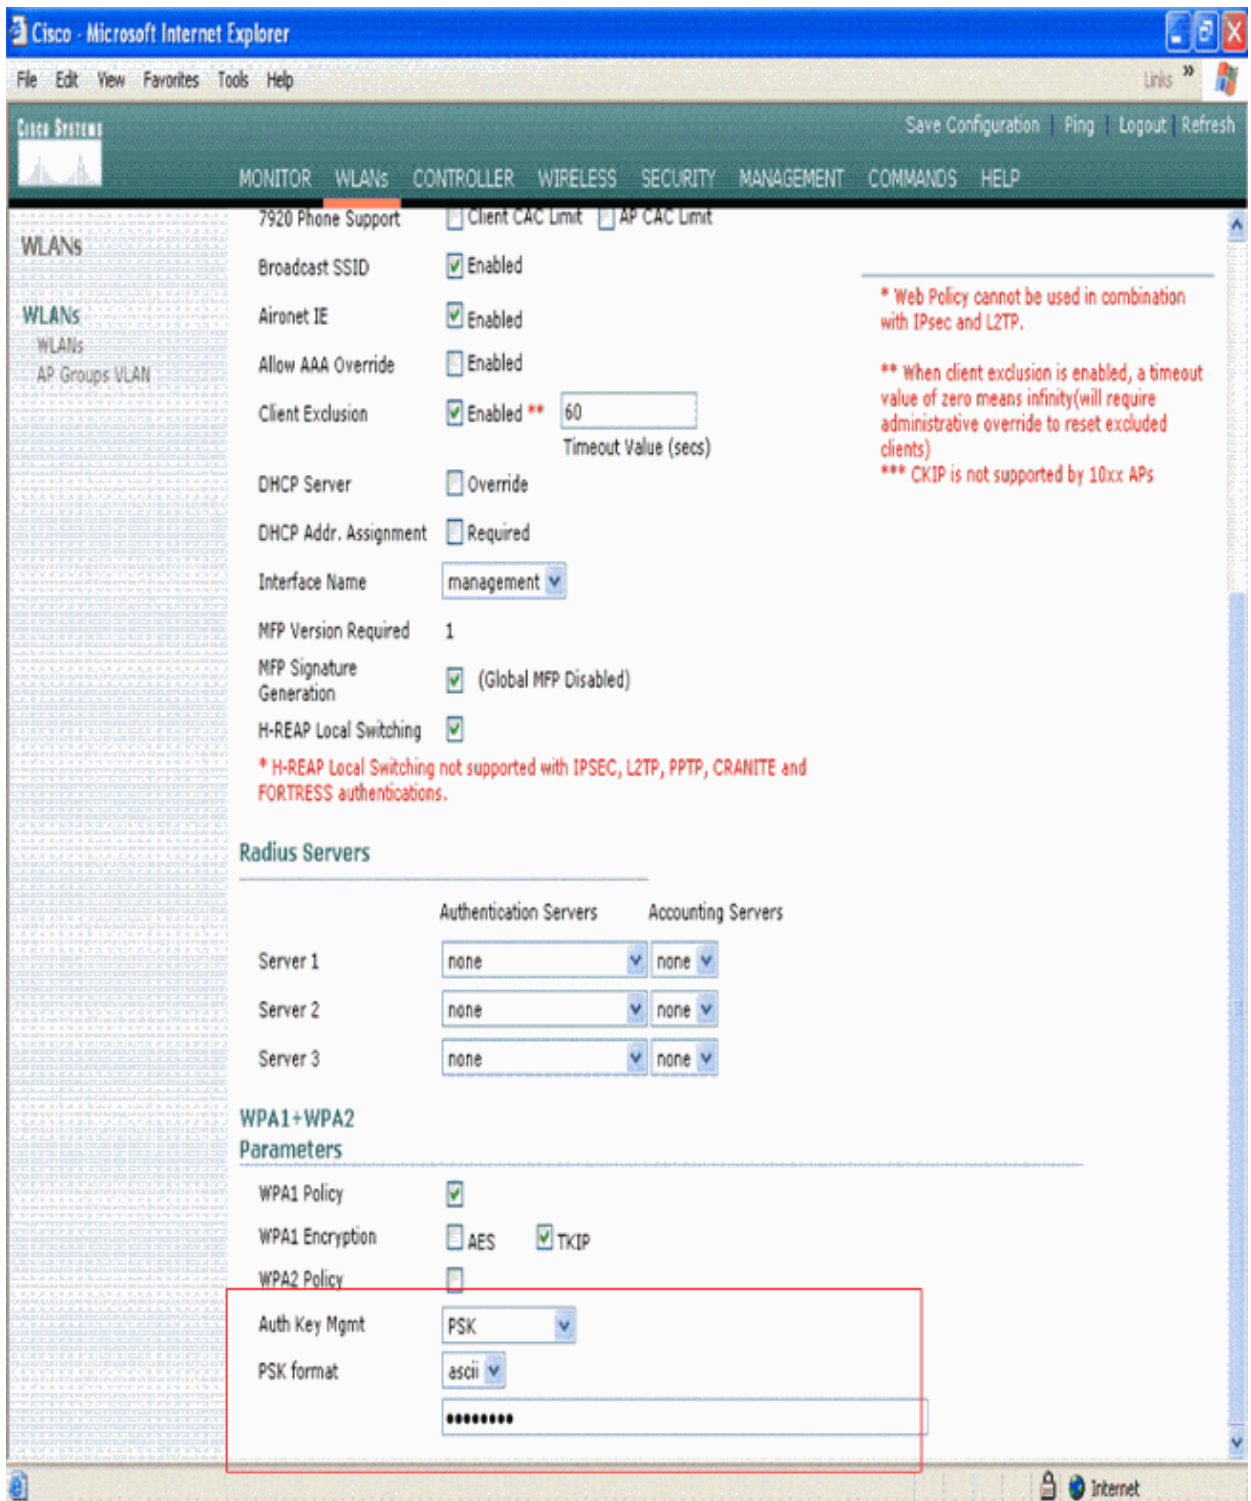 Cisco - Microsoft Internet Explorer
File Edit View Favorites Tools Help
Links »
CISCO SYSTEMS
Save Configuration | Ping | Logout | Refresh
MONITOR WLANs CONTROLLER WIRELESS SECURITY MANAGEMENT COMMANDS HELP
WLANs
WLANs
WLANs
AP Groups VLAN
7920 Phone Support Client CAC Limit AP CAC Limit
Broadcast SSID Enabled
Aironet IE Enabled
Allow AAA Override Enabled
Client Exclusion Enabled ** 60
Timeout Value (secs)
DHCP Server Override
DHCP Addr. Assignment Required
Interface Name management
MFP Version Required 1
MFP Signature
Generation (Global MFP Disabled)
H-REAP Local Switching
* H-REAP Local Switching not supported with IPSEC, L2TP, PPTP, CRANITE and
FORTRESS authentications.
* Web Policy cannot be used in combination
with IPsec and L2TP.
** When client exclusion is enabled, a timeout
value of zero means infinity(will require
administrative override to reset excluded
clients)
*** CKIP is not supported by 10xx APs
Radius Servers
Authentication Servers Accounting Servers
Server 1 none none
Server 2 none none
Server 3 none none
WPA1+WPA2
Parameters
WPA1 Policy
WPA1 Encryption AES TKIP
WPA2 Policy
Auth Key Mgmt PSK
PSK format ascii
••••••••
Internet